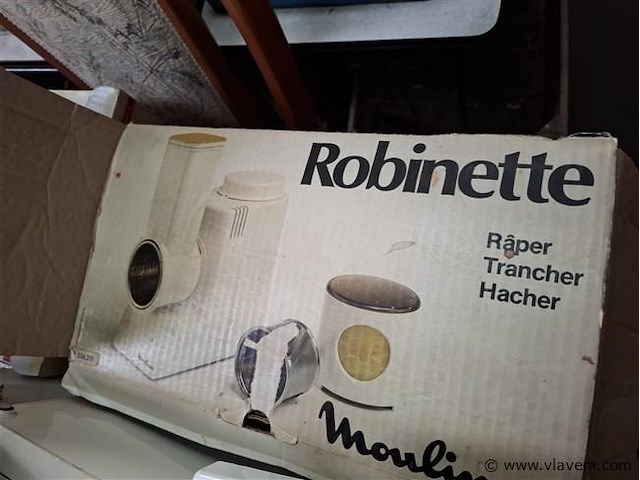 Robinette
Râper
Trancher
Hacher
Moulin
© www.vlavem.com